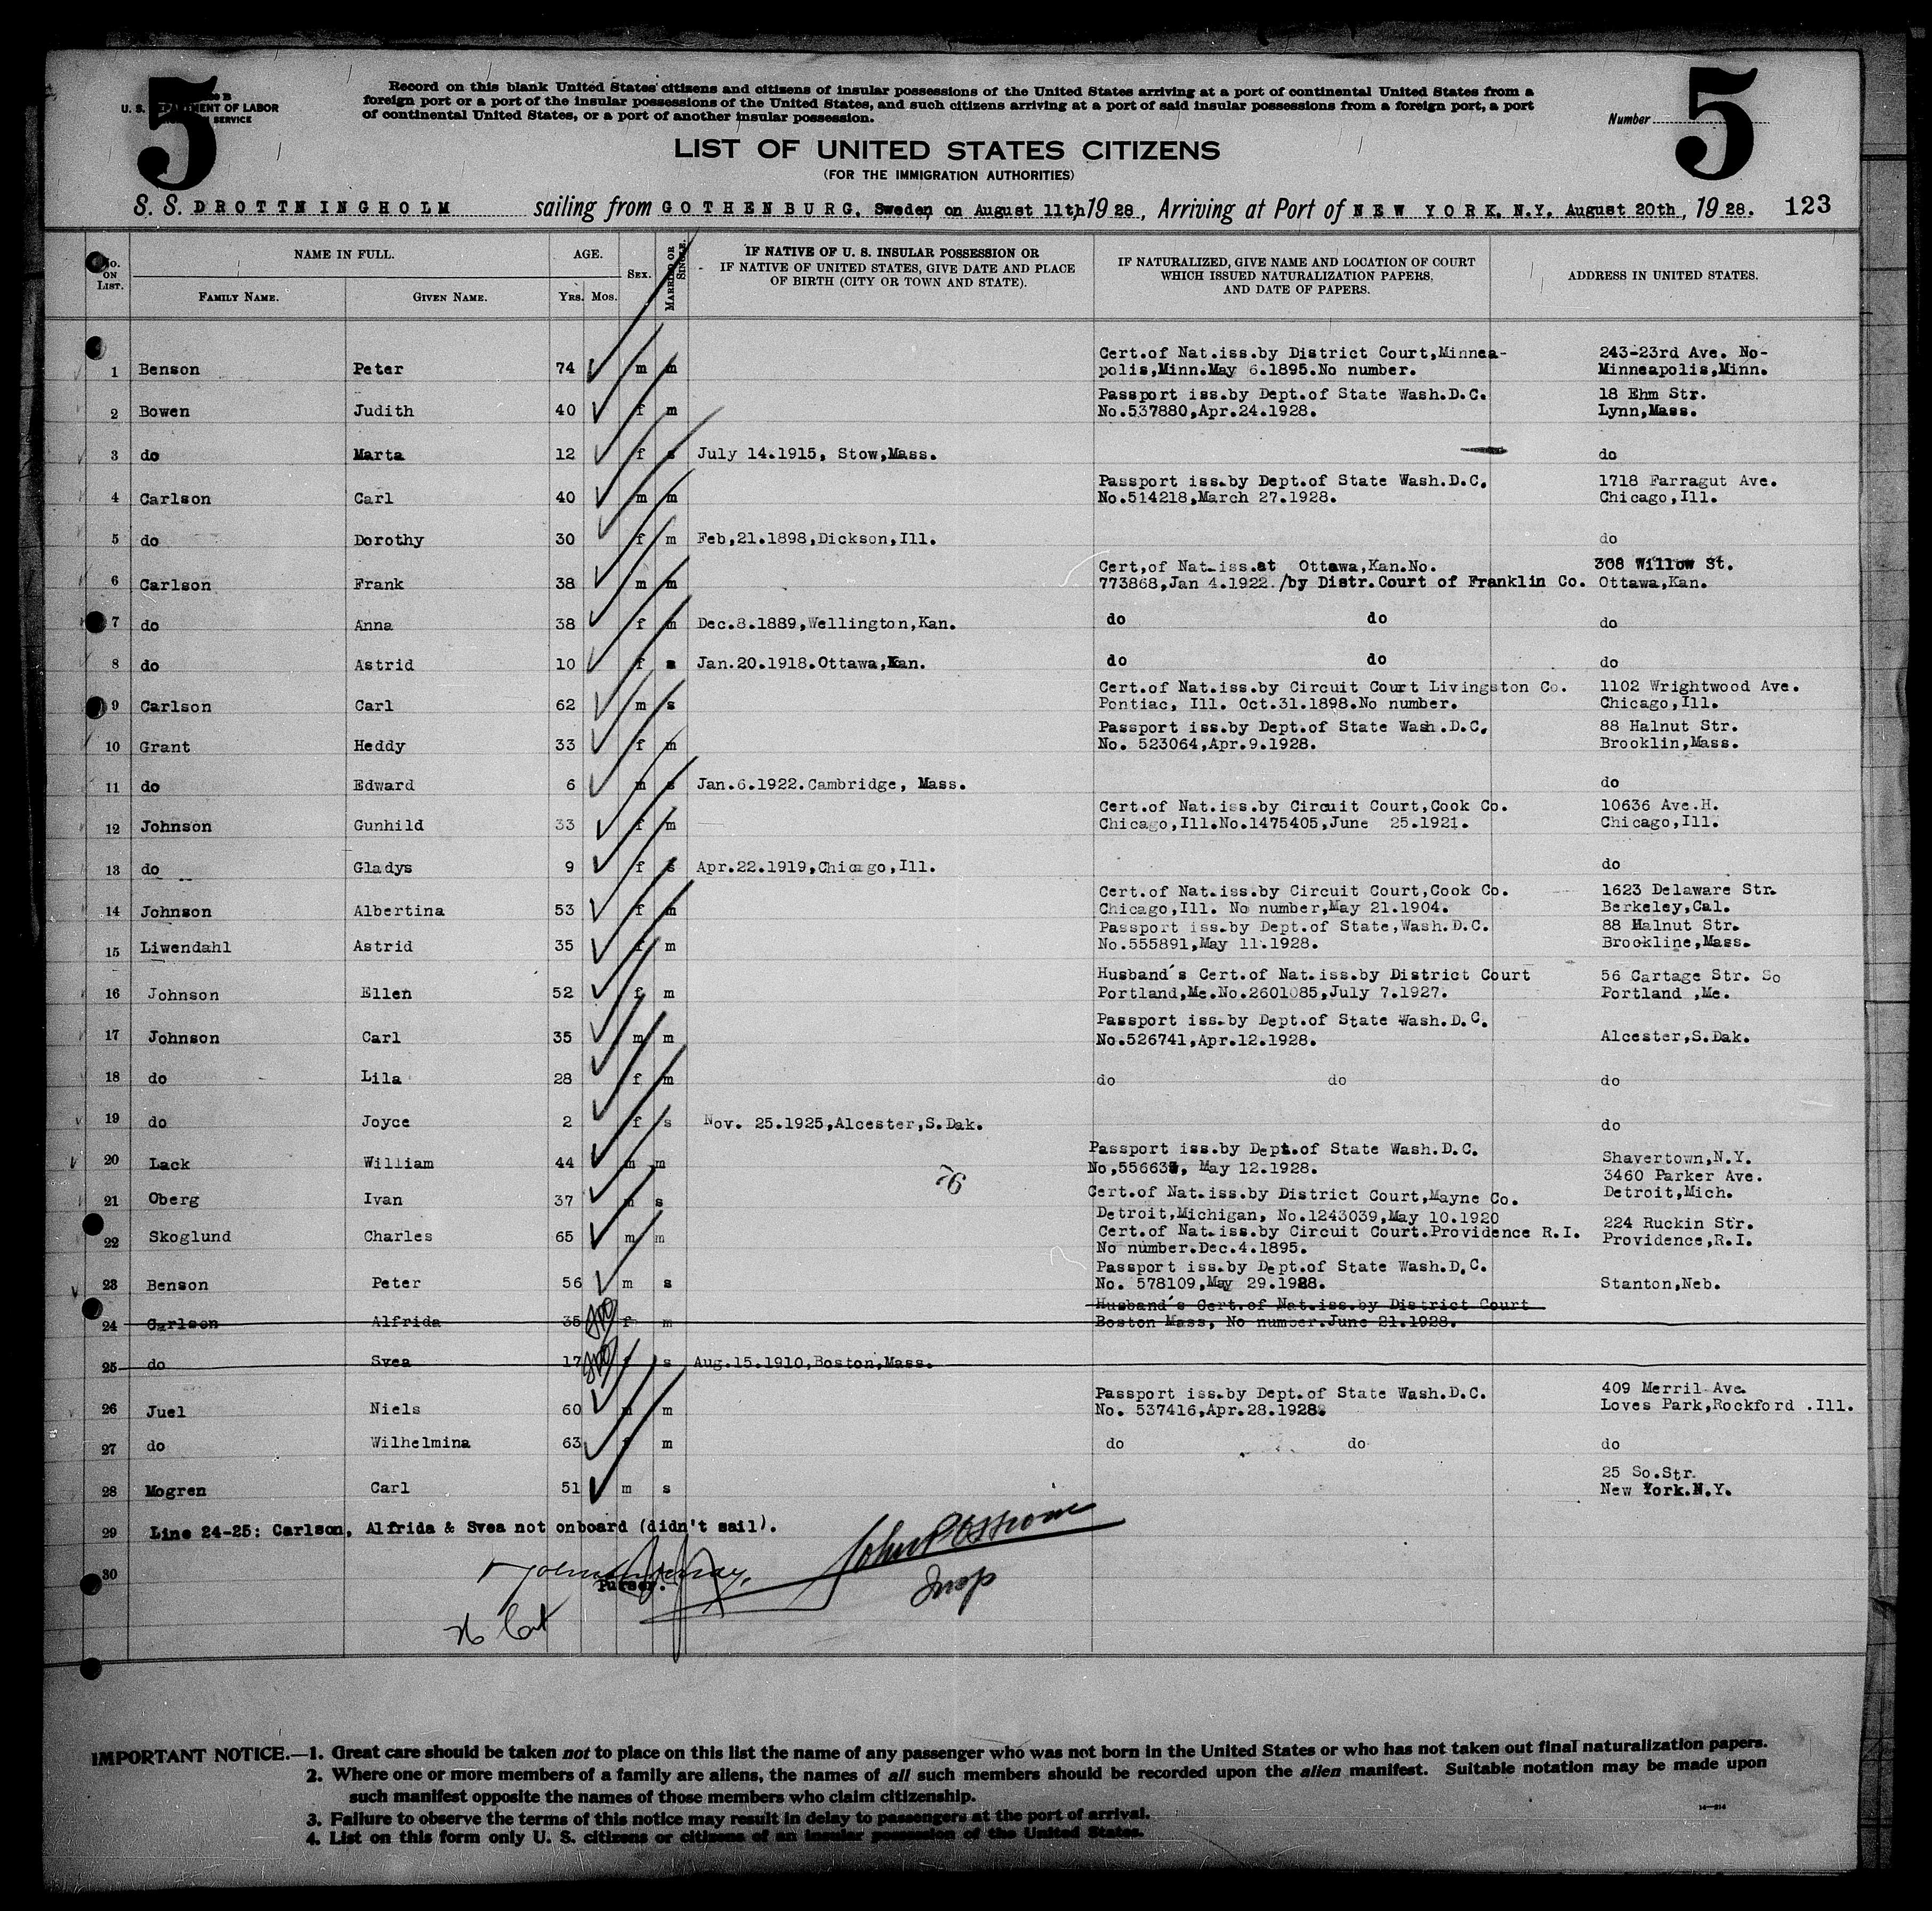 5
U. S. DEPARTMENT OF LABOR
SERVICE
Record on this blank United States citizens and citizens of insular possessions of the United States arriving at a port of continental United States from a
foreign port or a port of the insular possessions of the United States, and such citizens arriving at a port of said insular possessions from a foreign port, a port
of continental United States, or a port of another insular possession.
Number
5
LIST OF UNITED STATES CITIZENS
(FOR THE IMMIGRATION AUTHORITIES)
S. S. DROTTNINGHOLM sailing from GOTHENBURG, Sweden on August 11th, 1928, Arriving at Port of NEW YORK. N.Y. August 20th, 1928. 123
No. ON LIST. NAME IN FULL. FAMILY NAME. GIVEN NAME. AGE. YRS. MOS. SEX. MARRIED OR SINGLE. IF NATIVE OF U. S. INSULAR POSSESSION OR IF NATIVE OF UNITED STATES, GIVE DATE AND PLACE OF BIRTH (CITY OR TOWN AND STATE). IF NATURALIZED, GIVE NAME AND LOCATION OF COURT WHICH ISSUED NATURALIZATION PAPERS, AND DATE OF PAPERS. ADDRESS IN UNITED STATES.
Cert.of Nat.iss.by District Court,Minnea- 243-23rd Ave. No-
1 Benson Peter 74 m m polis,Minn.May 6.1895.No number. Minneapolis,Minn.
Passport iss.by Dept.of State Wash.D.C. 18 Ehm Str.
2 Bowen Judith 40 f m No.537880,Apr.24.1928. Lynn,Mass.
3 do Marta 12 f s July 14.1915, Stow,Mass. do
Passport iss.by Dept.of State Wash.D.C. 1718 Farragut Ave.
4 Carlson Carl 40 m m No.514218,March 27.1928. Chicago,Ill.
5 do Dorothy 30 f m Feb,21.1898,Dickson,Ill. do
Cert,of Nat.iss.at Ottawa,Kan.No. 308 Willow St.
6 Carlson Frank 38 m m 773868,Jan 4.1922./by Distr.Court of Franklin Co. Ottawa,Kan.
7 do Anna 38 f m Dec.8.1889,Wellington,Kan. do do do
8 do Astrid 10 f s Jan.20.1918.Ottawa,Kan. do do do
Cert.of Nat.iss.by Circuit Court Livingston Co. 1102 Wrightwood Ave.
9 Carlson Carl 62 m s Pontiac, Ill. Oct.31.1898.No number. Chicago,Ill.
Passport iss.by Dept.of State Wash.D.C. 88 Halnut Str.
10 Grant Heddy 33 f m No. 523064,Apr.9.1928. Brooklin,Mass.
11 do Edward 6 m s Jan.6.1922.Cambridge, Mass. do
Cert.of Nat.iss.by Circuit Court,Cook Co. 10636 Ave.H.
12 Johnson Gunhild 33 f m Chicago,Ill.No.1475405,June 25.1921. Chicago,Ill.
13 do Gladys 9 f s Apr.22.1919,Chicago,Ill. do
Cert.of Nat.iss.by Circuit Court,Cook Co. 1623 Delaware Str.
14 Johnson Albertina 53 f m Chicago,Ill. No number,May 21.1904. Berkeley,Cal.
Passport iss.by Dept.of State,Wash.D.C. 88 Halnut Str.
15 Liwendahl Astrid 35 f m No.555891,May 11.1928. Brookline,Mass.
Husband's Cert.of Nat.iss.by District Court 56 Cartage Str. So
16 Johnson Ellen 52 f m Portland,Me.No.2601085,July 7.1927. Portland ,Me.
Passport iss.by Dept.of State Wash.D.C.
17 Johnson Carl 35 m m No.526741,Apr.12.1928. Alcester,S.Dak.
18 do Lila 28 f m do do do
19 do Joyce 2 f s Nov. 25.1925,Alcester,S.Dak. do
Passport iss.by Dept.of State Wash.D.C. Shavertown,N.Y.
20 Lack William 44 m m No, May 12.1928. 3460 Parker Ave.
76
21 Oberg Ivan 37 m s Cert.of Nat.iss.by District Court,Mayne Co. Detroit,Mich.
Detroit,Michigan, No.1243039,May 10.1920
22 Skoglund Charles 65 m m Cert.of Nat.iss.by Circuit Court.Providence R.I. 224 Ruckin Str.
No number.Dec.4.1895. Providence,R.I.
Passport iss.by Dept.of State Wash.D.C.
23 Benson Peter 56 m s No. 578109,May 29.1928. Stanton,Neb.
Husband's Cert.of Nat.iss.by District Court
24 Carlson Alfrida 35 f m Boston Mass, No number.June 21.1928.
25 do Svea 17 f s Aug.15.1910,Boston,Mass.
Passport iss.by Dept.of State Wash.D.C. 409 Merril Ave.
26 Juel Niels 60 m m No. 537416,Apr.28.1928. Loves Park,Rockford .Ill.
27 do Wilhelmina 63 f m do do do
25 So.Str.
28 Mogren Carl 51 m s New York.N.Y.
29 Line 24-25: Carlson, Alfrida & Svea not onboard (didn't sail).
30 Purser.
Insp
IMPORTANT NOTICE.—1. Great care should be taken not to place on this list the name of any passenger who was not born in the United States or who has not taken out final naturalization papers.
2. Where one or more members of a family are aliens, the names of all such members should be recorded upon the alien manifest. Suitable notation may be made upon
such manifest opposite the names of those members who claim citizenship.
3. Failure to observe the terms of this notice may result in delay to passengers at the port of arrival.
4. List on this form only U. S. citizens or citizens of an insular possession of the United States.